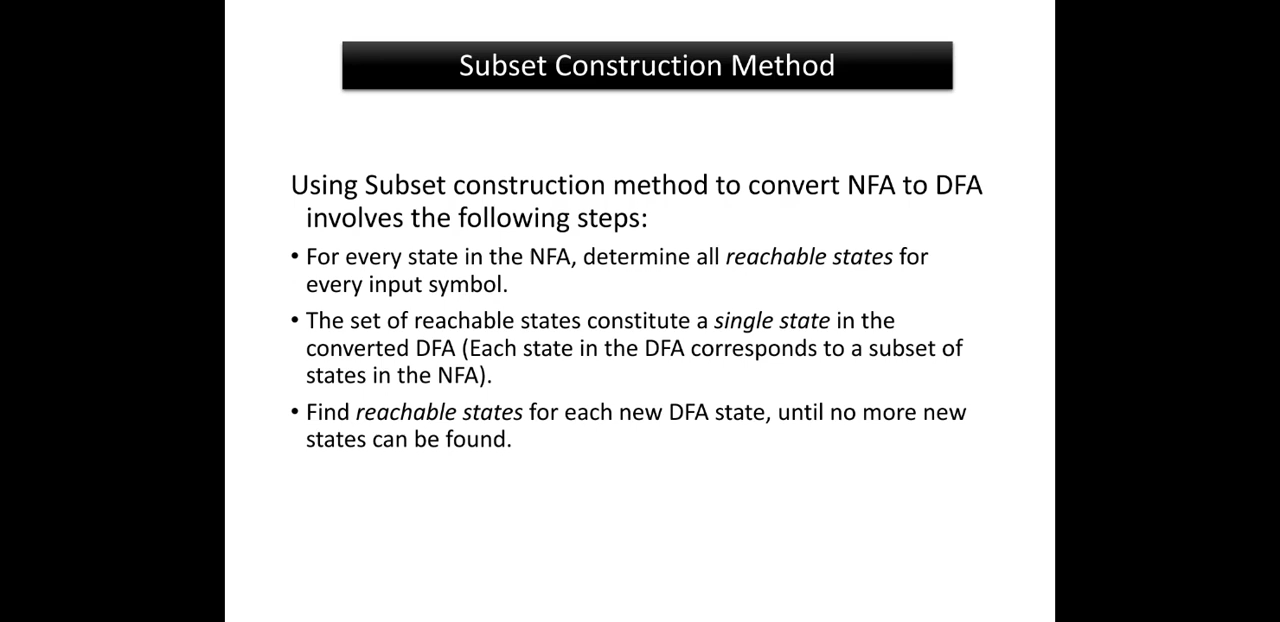 Subset Construction Method
Using Subset construction method to convert NFA to DFA
involves the following steps:
• For every state in the NFA, determine all reachable states for
every input symbol.
• The set of reachable states constitute a single state in the
converted DFA (Each state in the DFA corresponds to a subset of
states in the NFA).
• Find reachable states for each new DFA state, until no more new
states can be found.